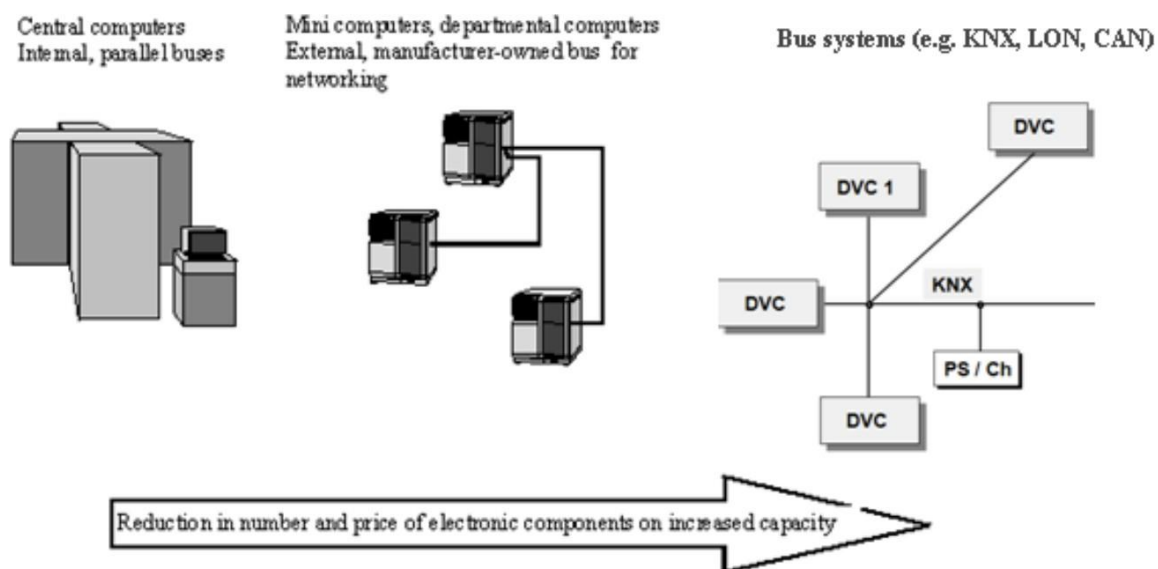 Central computers
Internal, parallel buses
Mini computers, departmental computers
External, manufacturer-owned bus for
networking
Bus systems (e.g. KNX, LON, CAN)
DVC
DVC 1
DVC
KNX
PS / Ch
DVC
Reduction in number and price of electronic components on increased capacity